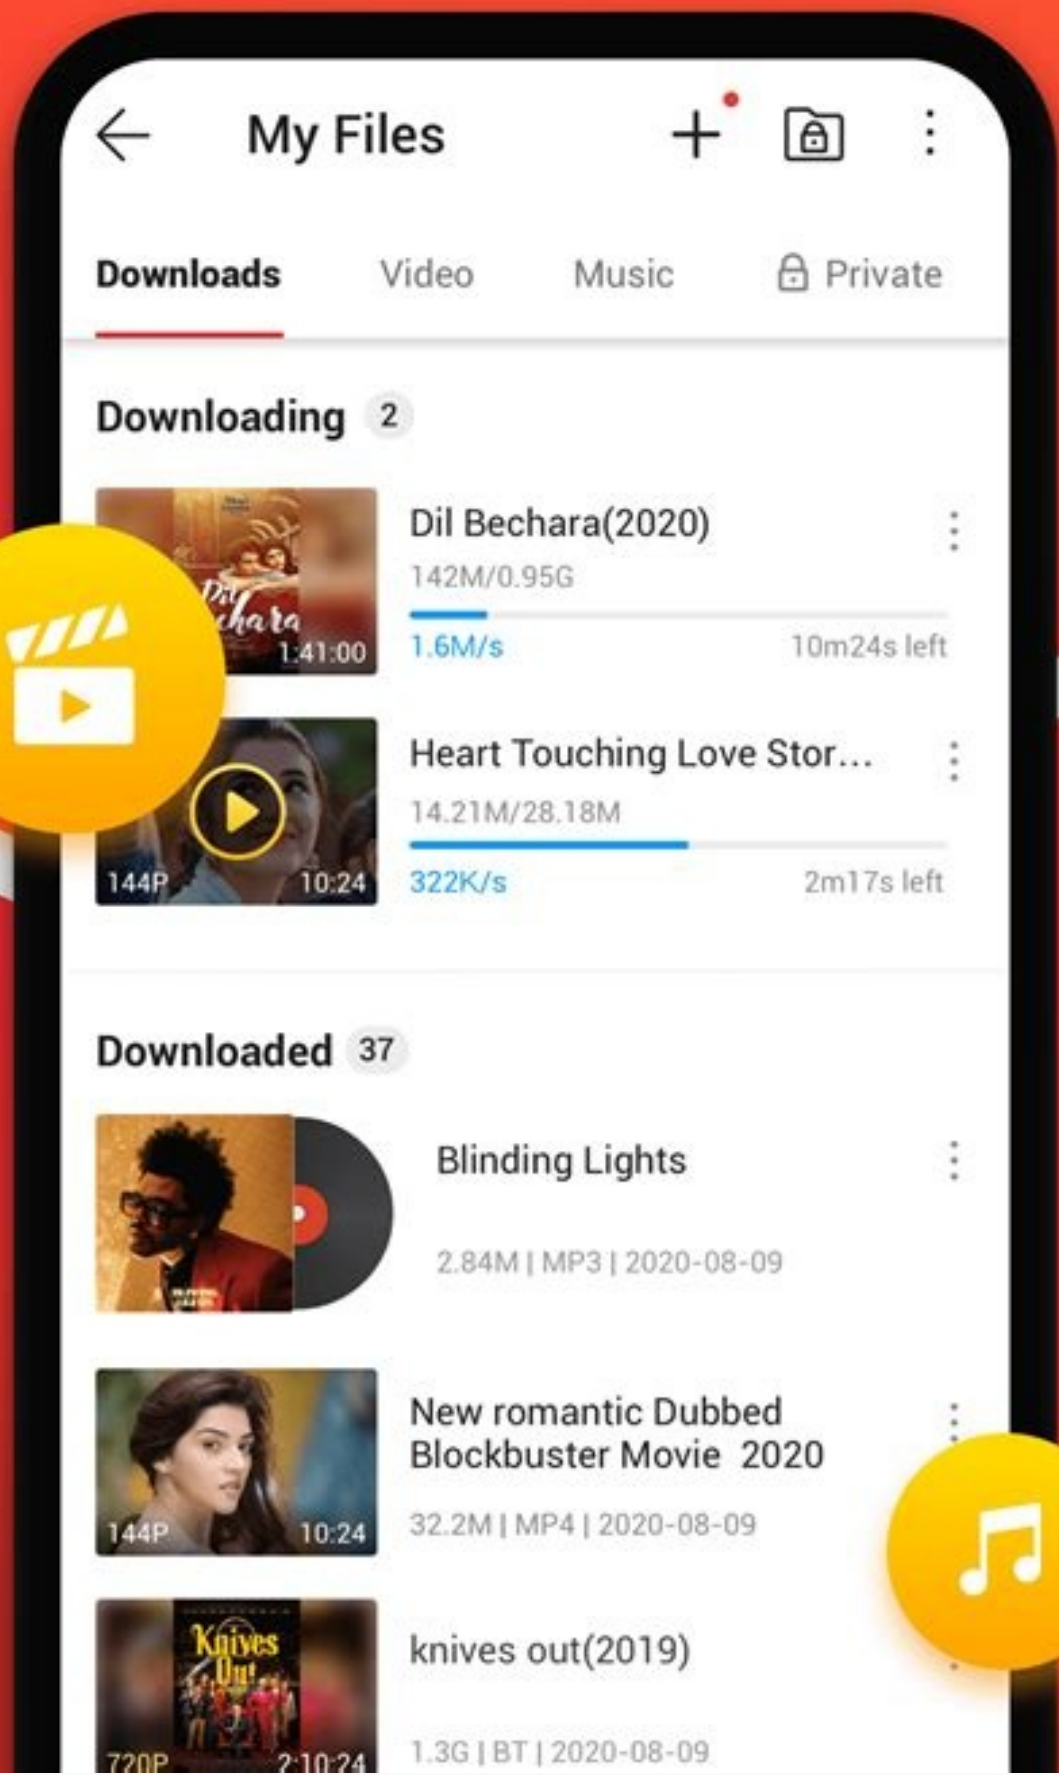 My Files
Downloads Video Music Private
Downloading 2
Dil
chara
1:41:00
Dil Bechara(2020)
142M/0.95G
1.6M/s 10m24s left
144P 10:24
Heart Touching Love Stor...
14.21M/28.18M
322K/s 2m17s left
Downloaded 37
Blinding Lights
2.84M | MP3 | 2020-08-09
144P 10:24
New romantic Dubbed
Blockbuster Movie 2020
32.2M | MP4 | 2020-08-09
Knives
Out
720P 2:10:24
knives out(2019)
1.3G | BT | 2020-08-09